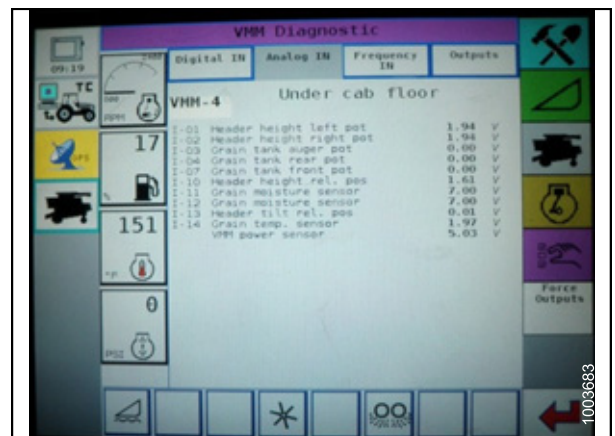 VMM Diagnostic
09:19
2400
Digital IN
Analog IN
Frequency IN
Outputs
TC
1.0
RPM
VMM-4
Under cab floor
I-01 Header height left pot 1.94 V
I-02 Header height right pot 1.94 V
I-03 Grain tank auger pot 0.00 V
I-04 Grain tank rear pot 0.00 V
I-07 Grain tank front pot 0.00 V
I-10 Header height rel. pos 1.61 V
I-11 Grain moisture sensor 7.00 V
I-12 Grain moisture sensor 7.00 V
I-13 Header tilt rel. pos 0.01 V
I-14 Grain temp. sensor 1.97 V
VMM power sensor 5.03 V
GPS
17
%
151
°F
0
PSI
Force Outputs
1003683